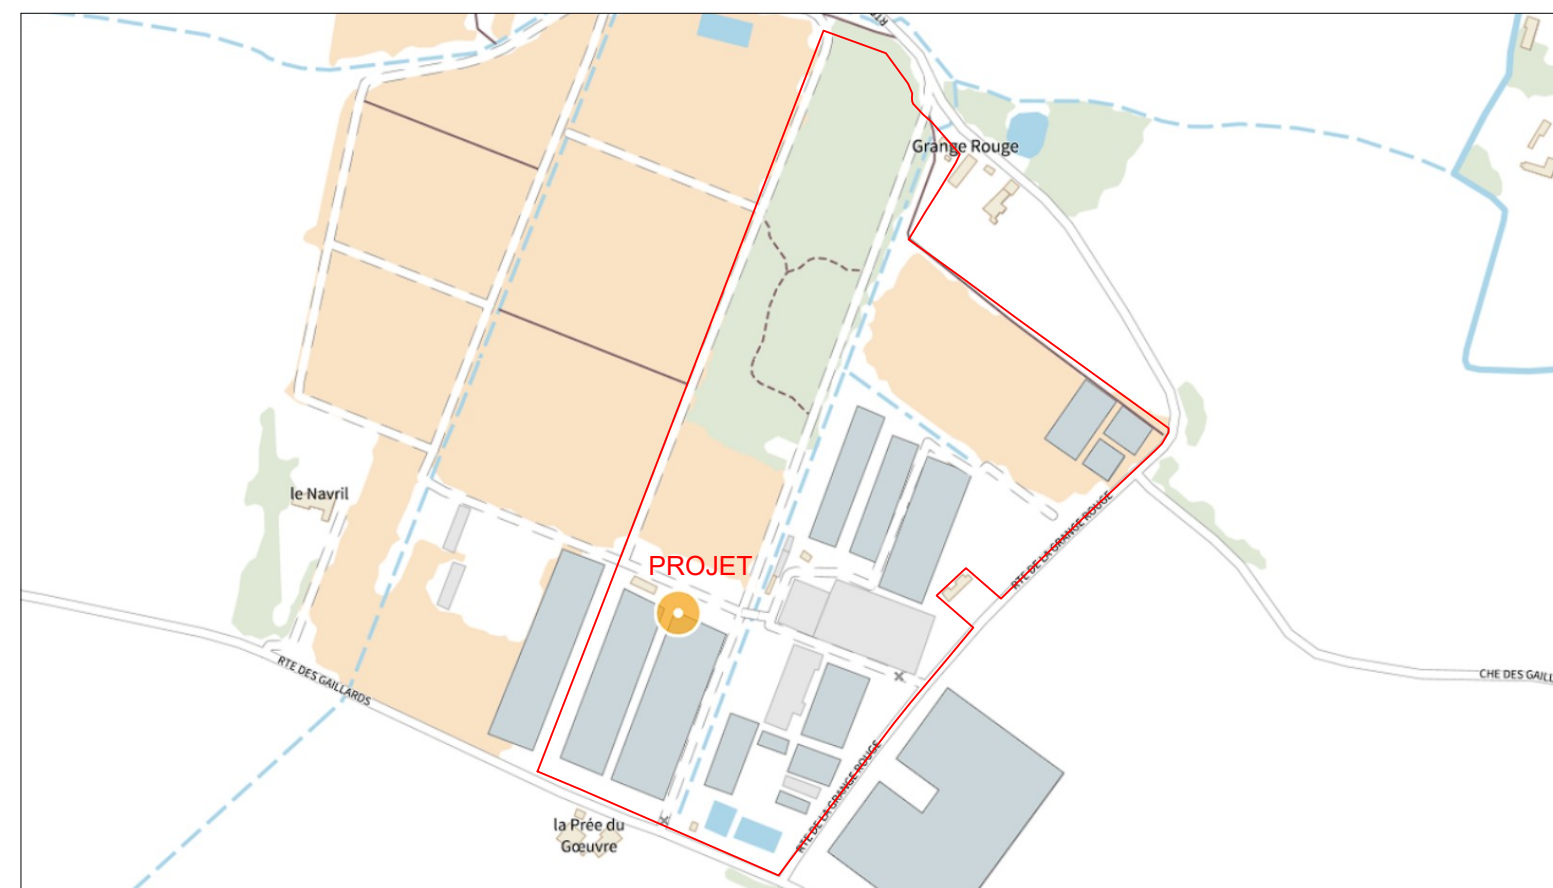 RTE
Grange Rouge
le Navril
RTE DE LA GRANGE ROUGE
PROJET
RTE DES GAILLARDS
CHE DES GAILL
RTE DE LA GRANGE ROUGE
la Prée du
Gœuvre